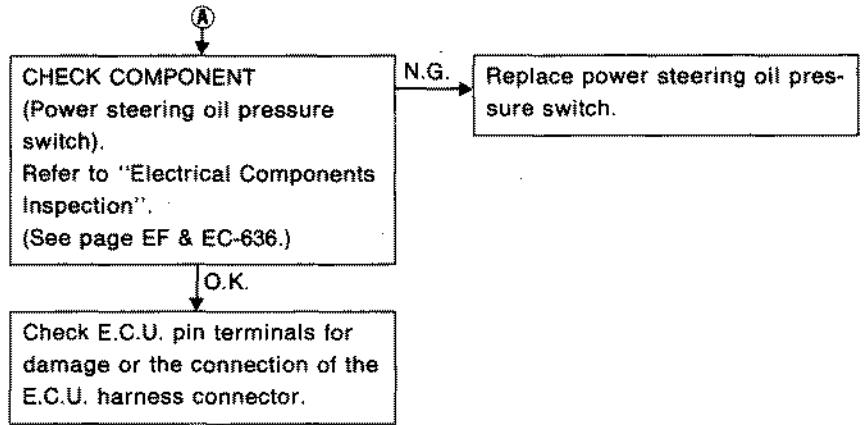 A
CHECK COMPONENT
(Power steering oil pressure
switch).
Refer to "Electrical Components
Inspection".
(See page EF & EC-636.)
N.G.
Replace power steering oil pres-
sure switch.
O.K.
Check E.C.U. pin terminals for
damage or the connection of the
E.C.U. harness connector.